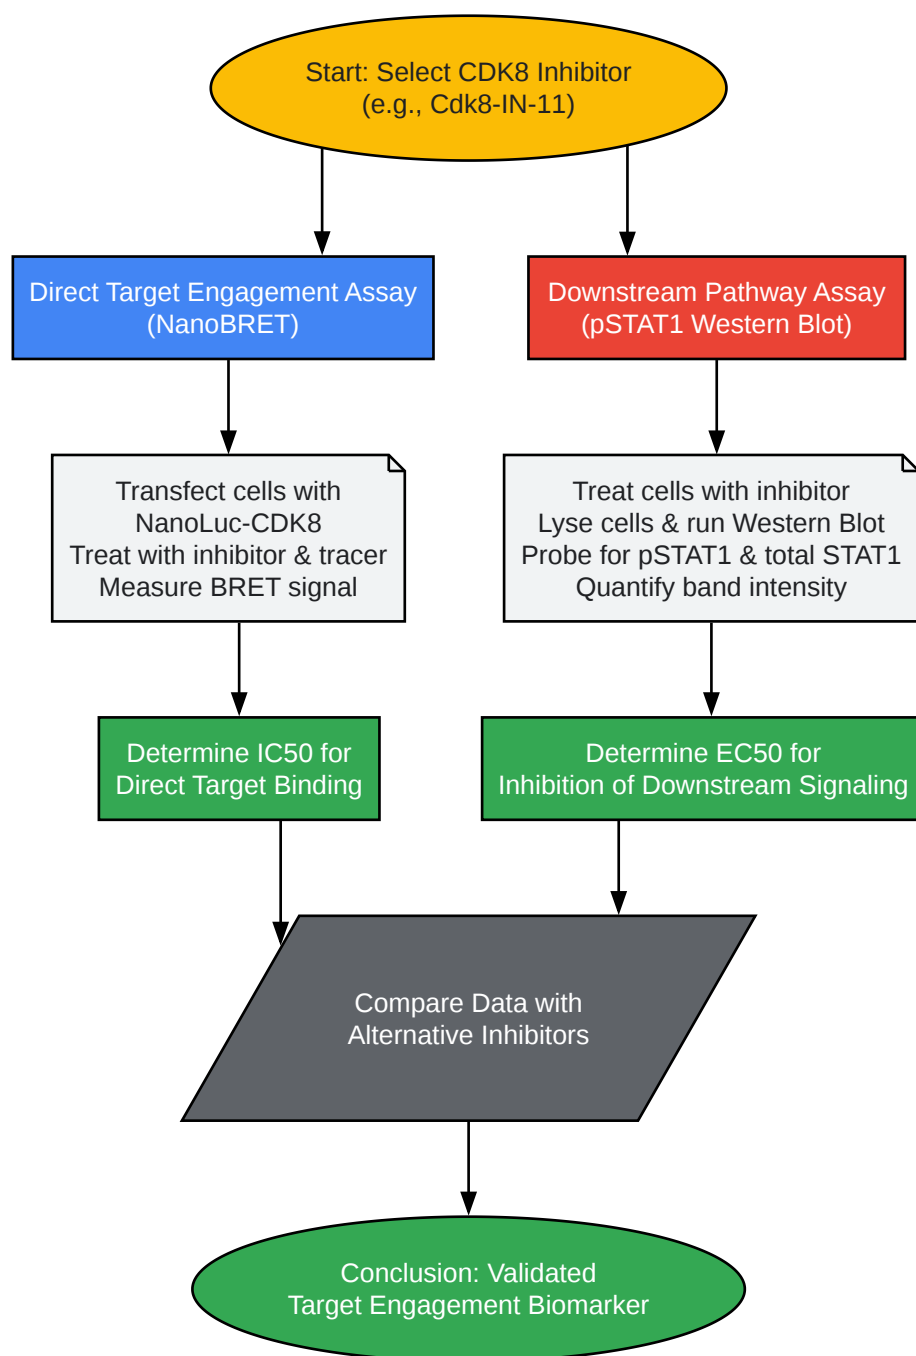 Start: Select CDK8 Inhibitor
(e.g., Cdk8-IN-11)
Direct Target Engagement Assay
(NanoBRET)
Downstream Pathway Assay
(pSTAT1 Western Blot)
Transfect cells with
NanoLuc-CDK8
Treat with inhibitor & tracer
Measure BRET signal
Treat cells with inhibitor
Lyse cells & run Western Blot
Probe for pSTAT1 & total STAT1
Quantify band intensity
Determine IC50 for
Direct Target Binding
Determine EC50 for
Inhibition of Downstream Signaling
Compare Data with
Alternative Inhibitors
Conclusion: Validated
Target Engagement Biomarker